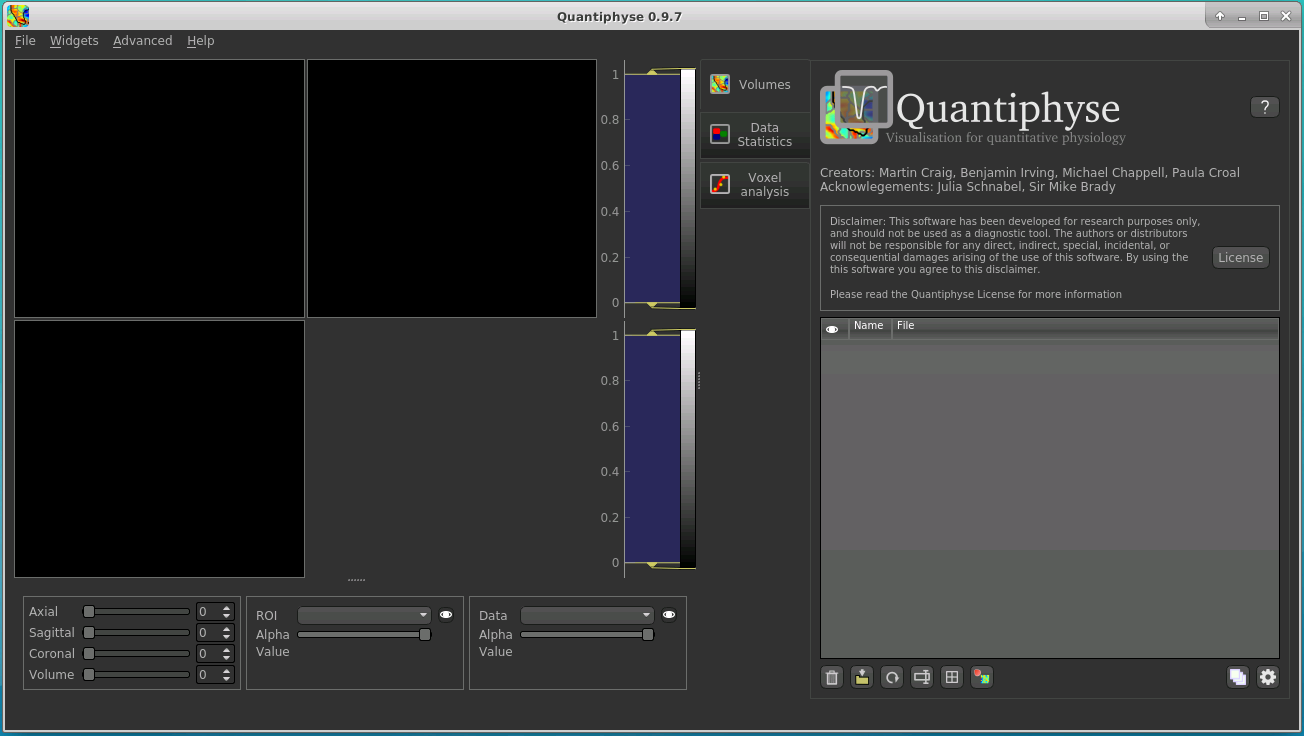 Quantiphyse 0.9.7
File Widgets Advanced Help
1
0.8
0.6
0.4
0.2
0
1
0.8
0.6
0.4
0.2
0
Volumes
Data
Statistics
Voxel
analysis
Quantiphyse
Visualisation for quantitative physiology
?
Creators: Martin Craig, Benjamin Irving, Michael Chappell, Paula Croal
Acknowlegements: Julia Schnabel, Sir Mike Brady
Disclaimer: This software has been developed for research purposes only,
and should not be used as a diagnostic tool. The authors or distributors
will not be responsible for any direct, indirect, special, incidental, or
consequential damages arising of the use of this software. By using the
this software you agree to this disclaimer.
Please read the Quantiphyse License for more information
License
Name File
Axial 0
Sagittal 0
Coronal 0
Volume 0
ROI
Alpha
Value
Data
Alpha
Value